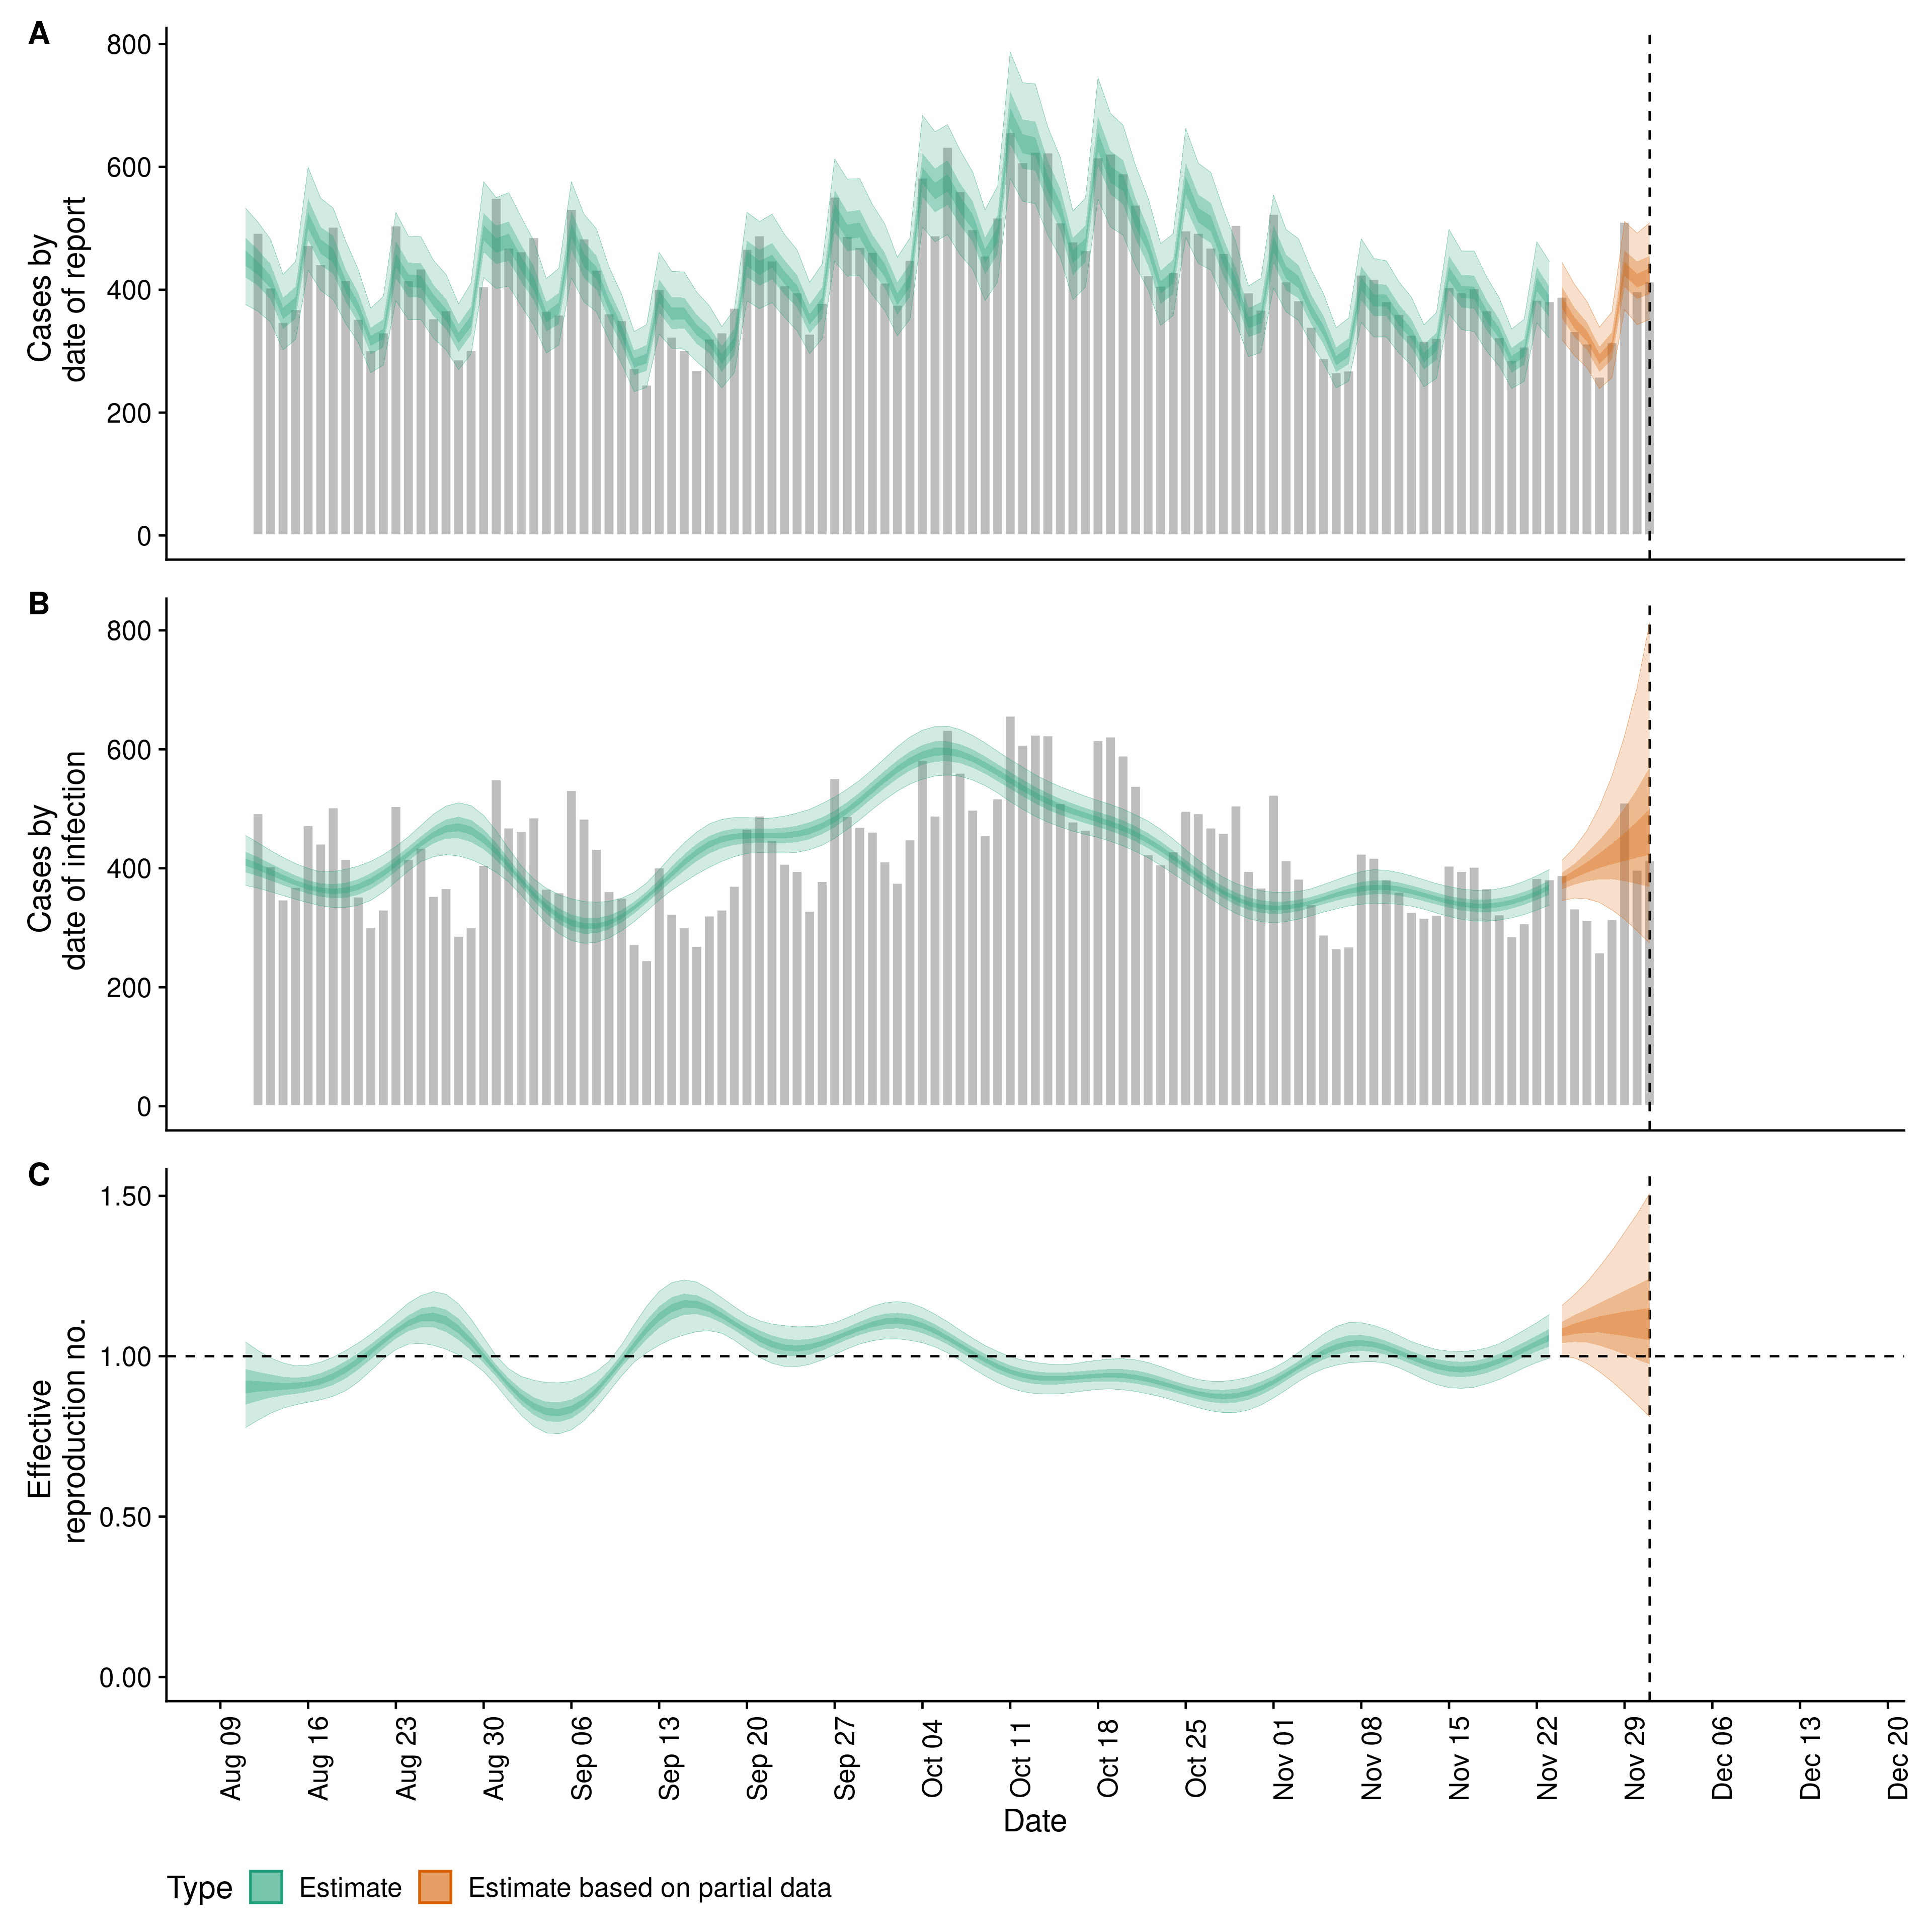 A
800
600
400
200
0
Cases by
date of report
B
800
600
400
200
0
Cases by
date of infection
C
1.50
1.00
0.50
0.00
Effective
reproduction no.
Aug 09
Aug 16
Aug 23
Aug 30
Sep 06
Sep 13
Sep 20
Sep 27
Oct 04
Oct 11
Oct 18
Oct 25
Nov 01
Nov 08
Nov 15
Nov 22
Nov 29
Dec 06
Dec 13
Dec 20
Date
Type Estimate Estimate based on partial data